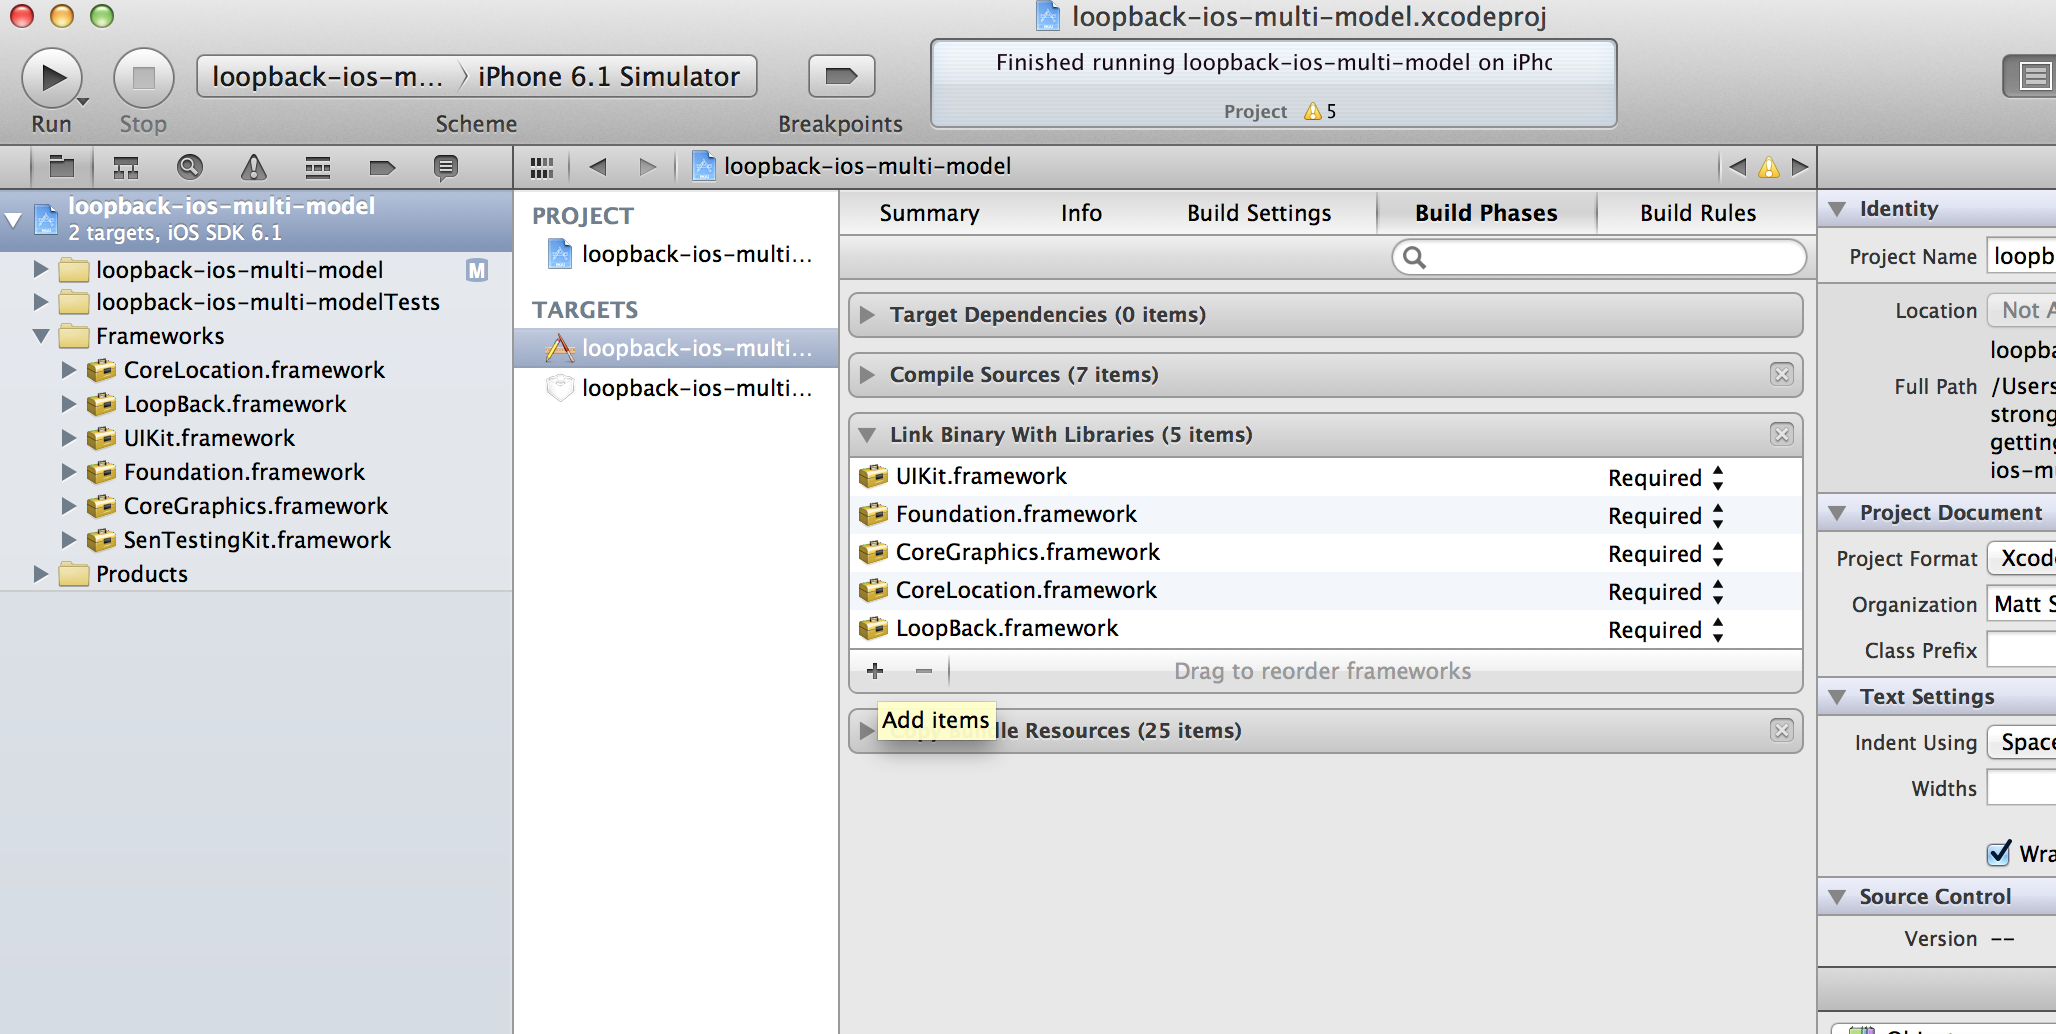 loopback-ios-multi-model.xcodeproj
loopback-ios-m... iPhone 6.1 Simulator
Finished running loopback-ios-multi-model on iPhc
Project 5
Run Stop Scheme Breakpoints
loopback-ios-multi-model
loopback-ios-multi-model
2 targets, iOS SDK 6.1
loopback-ios-multi-model M
loopback-ios-multi-modelTests
Frameworks
CoreLocation.framework
LoopBack.framework
UIKit.framework
Foundation.framework
CoreGraphics.framework
SenTestingKit.framework
Products
PROJECT
loopback-ios-multi...
TARGETS
loopback-ios-multi...
loopback-ios-multi...
Summary Info Build Settings Build Phases Build Rules
Target Dependencies (0 items)
Compile Sources (7 items)
Link Binary With Libraries (5 items)
UIKit.framework Required
Foundation.framework Required
CoreGraphics.framework Required
CoreLocation.framework Required
LoopBack.framework Required
+ − Drag to reorder frameworks
Add items
Copy Bundle Resources (25 items)
Identity
Project Name loopb
Location Not A
loopba
Full Path /Users
strong
getting
ios-mu
Project Document
Project Format Xcod
Organization Matt S
Class Prefix
Text Settings
Indent Using Space
Widths
Wra
Source Control
Version --